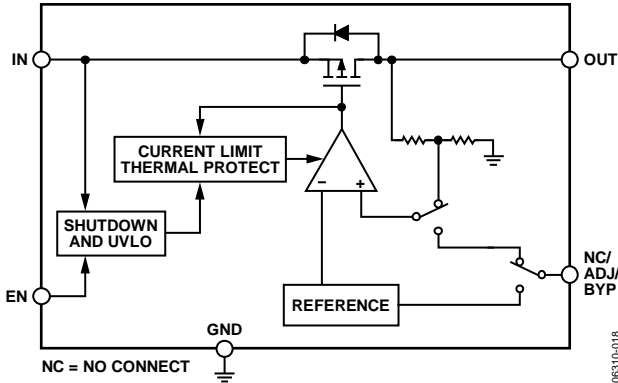 IN
OUT
CURRENT LIMIT
THERMAL PROTECT
–
+
SHUTDOWN
AND UVLO
NC/
ADJ/
BYP
EN
REFERENCE
GND
NC = NO CONNECT
06310-018